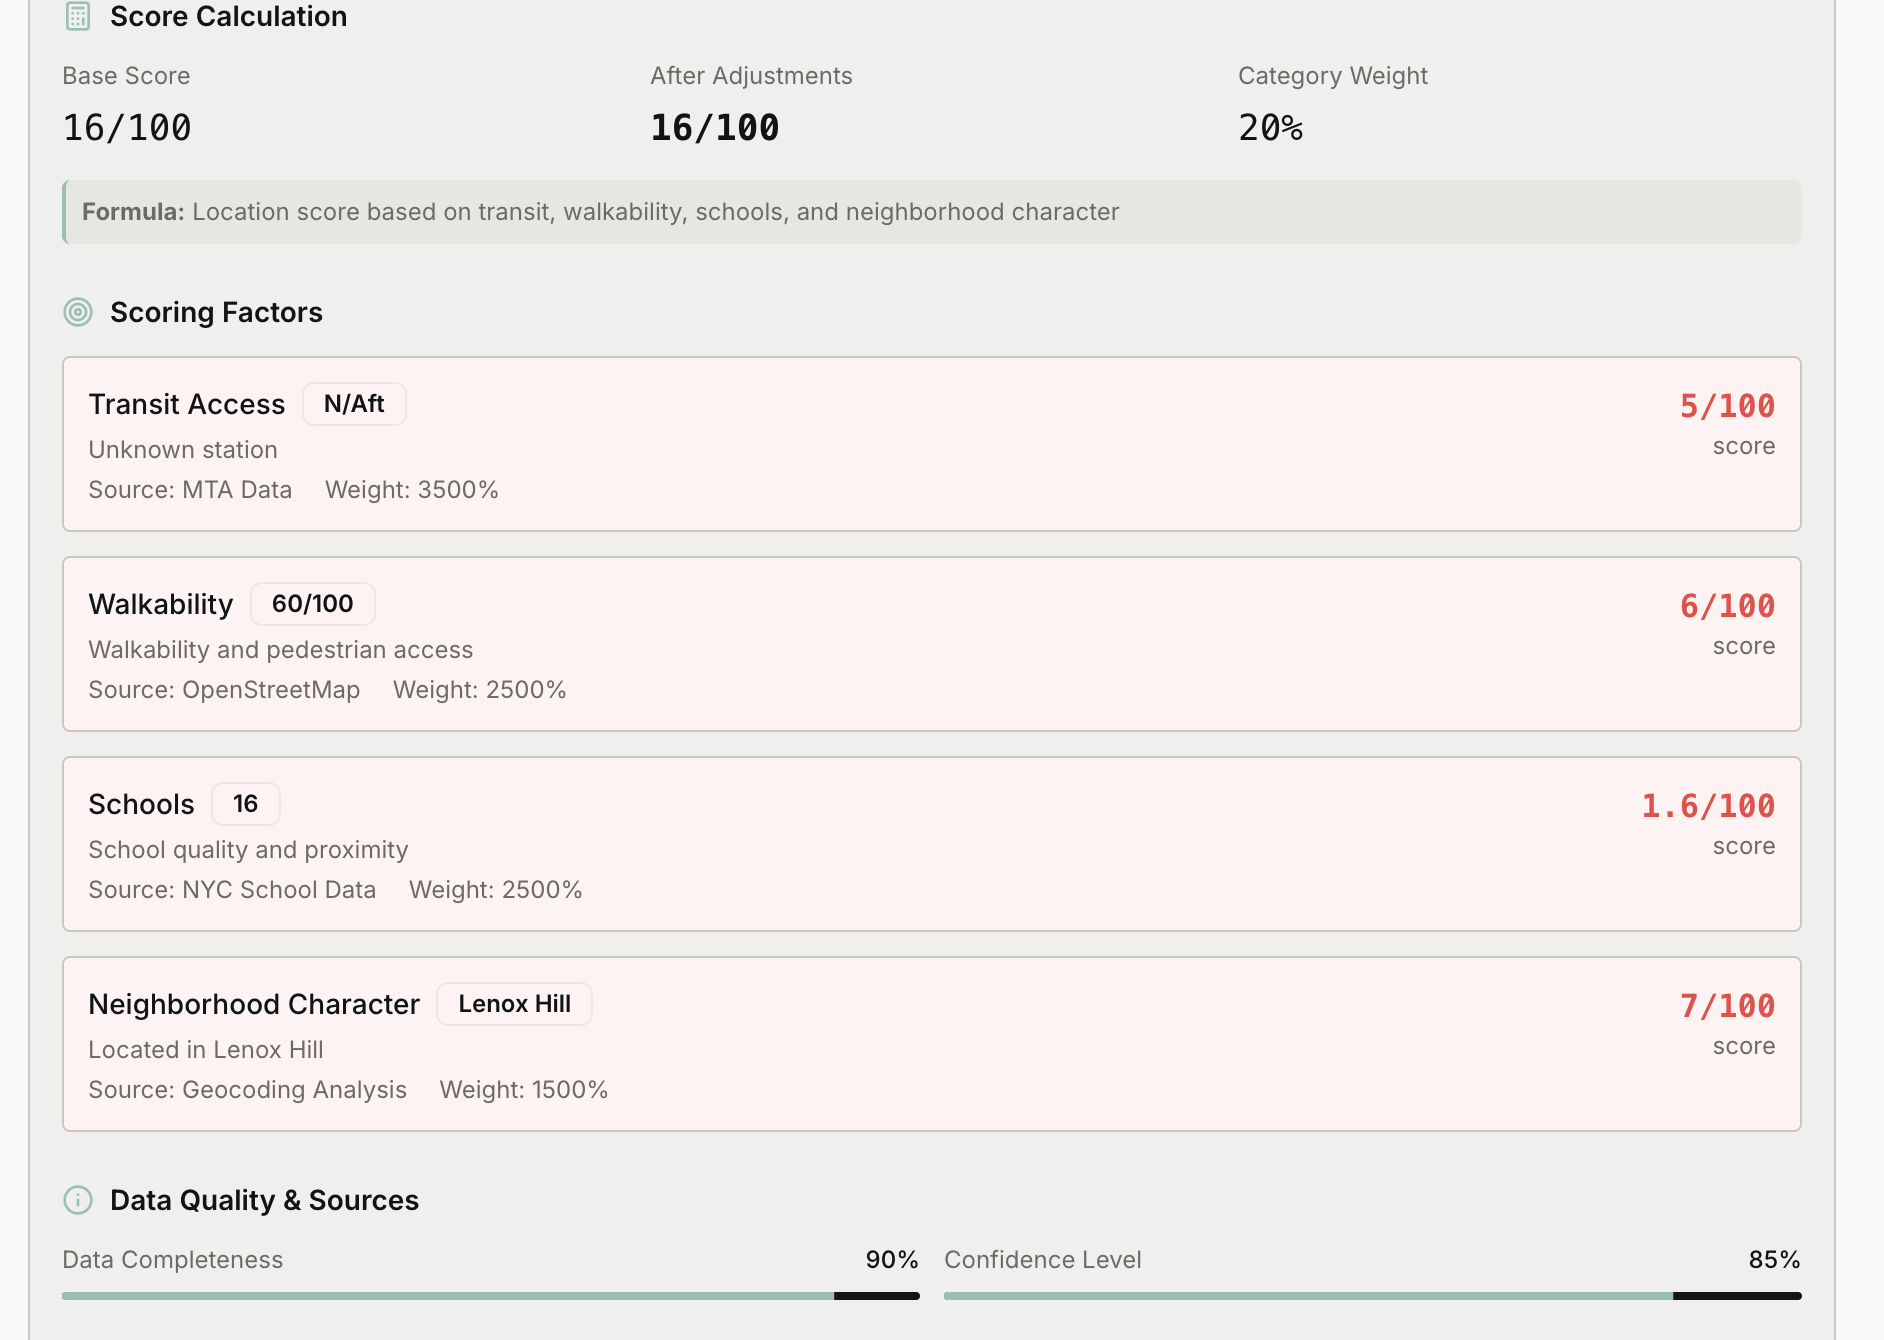 Score Calculation
Base Score
16/100
After Adjustments
16/100
Category Weight
20%
Formula: Location score based on transit, walkability, schools, and neighborhood character
Scoring Factors
Transit Access N/Aft
5/100
Unknown station
score
Source: MTA Data Weight: 3500%
Walkability 60/100
6/100
Walkability and pedestrian access
score
Source: OpenStreetMap Weight: 2500%
Schools 16
1.6/100
School quality and proximity
score
Source: NYC School Data Weight: 2500%
Neighborhood Character Lenox Hill
7/100
Located in Lenox Hill
score
Source: Geocoding Analysis Weight: 1500%
Data Quality & Sources
Data Completeness 90%
Confidence Level 85%